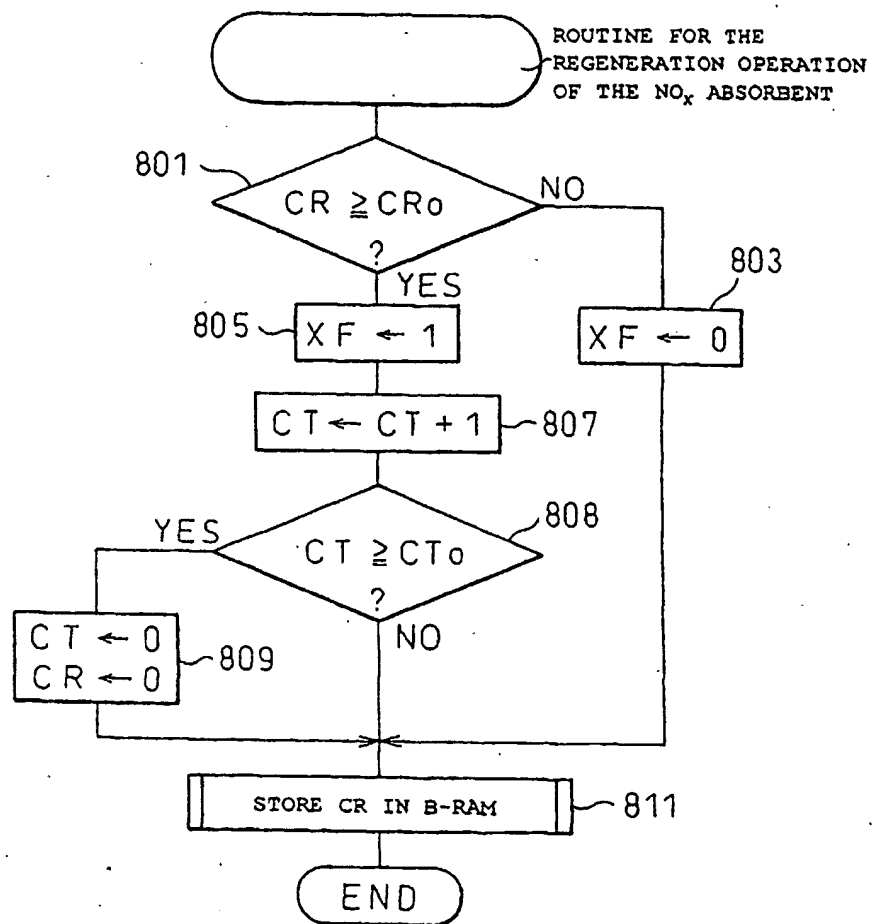 ROUTINE FOR THE
REGENERATION OPERATION
OF THE NOx ABSORBENT
801
CR ≧ CRo
?
NO
YES
803
XF ← 0
805
XF ← 1
CT ← CT + 1
807
808
YES
CT ≧ CTo
?
NO
CT ← 0
CR ← 0
809
STORE CR IN B-RAM
811
END